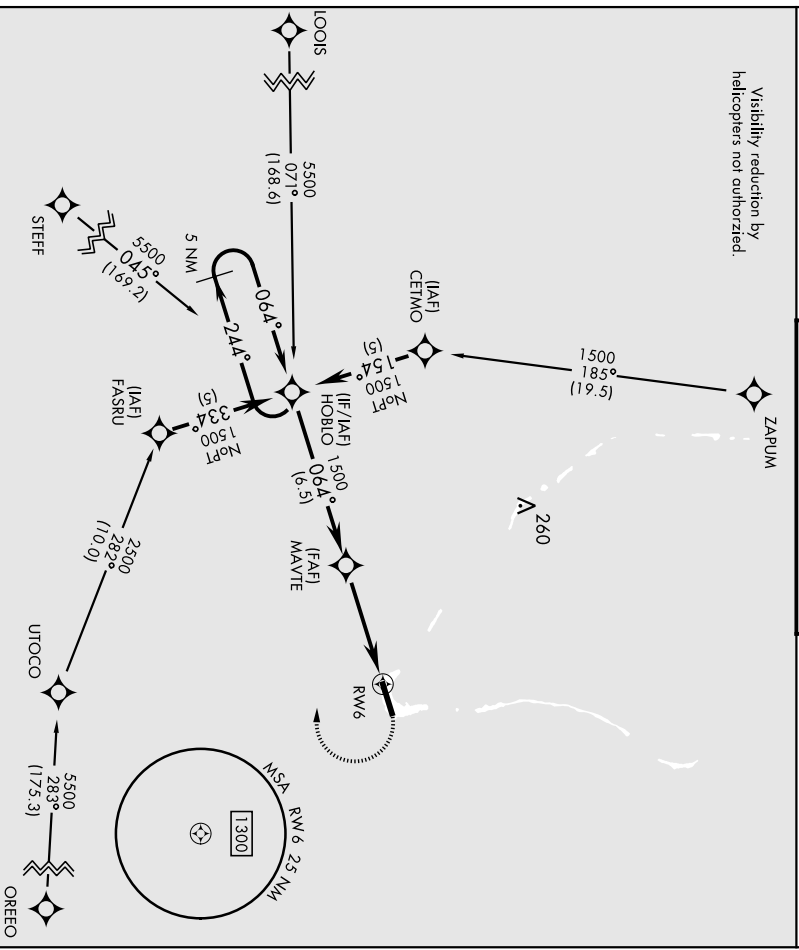 Visibility reduction by
helicopters not authorzied.
LOOIS
5500
071°
(168.6)
STEFF
5500
045°
(169.2)
5 NM
064°
244°
(IAF)
CETMO
154°
NoPT
1500
(5)
1500
185°
(19.5)
ZAPUM
(IF/IAF)
HOBLO
(IAF)
FASRU
334°
NoPT
1500
(5)
1500
064°
(6.5)
(FAF)
MAVTE
260
RW6
2500
282°
(10.0)
UTOCO
5500
283°
(175.3)
OREEO
MSA RW6 25 NM
1300